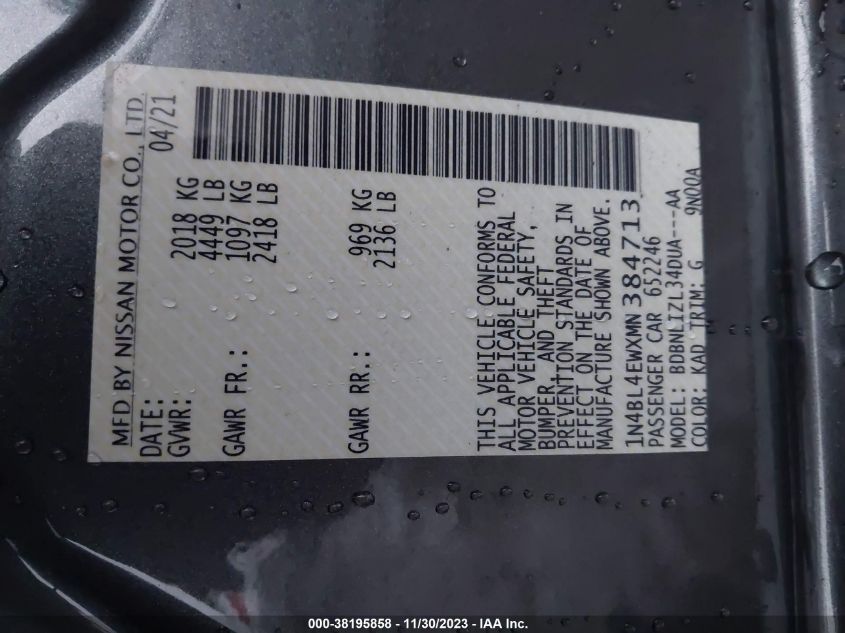 MFD BY NISSAN MOTOR CO., LTD.
DATE: 04/21
GVWR: 2018 KG
4449 LB
GAWR FR.: 1097 KG
2418 LB
GAWR RR.: 969 KG
2136 LB
THIS VEHICLE CONFORMS TO
ALL APPLICABLE FEDERAL
MOTOR VEHICLE SAFETY,
BUMPER, AND THEFT
PREVENTION STANDARDS IN
EFFECT ON THE DATE OF
MANUFACTURE SHOWN ABOVE.
1N4BL4EWXMN384713
PASSENGER CAR 652246
MODEL: BDBNLIZL34DUA---AA
COLOR: KAD TRIM: G 9N00A
000-38195858 - 11/30/2023 - IAA Inc.